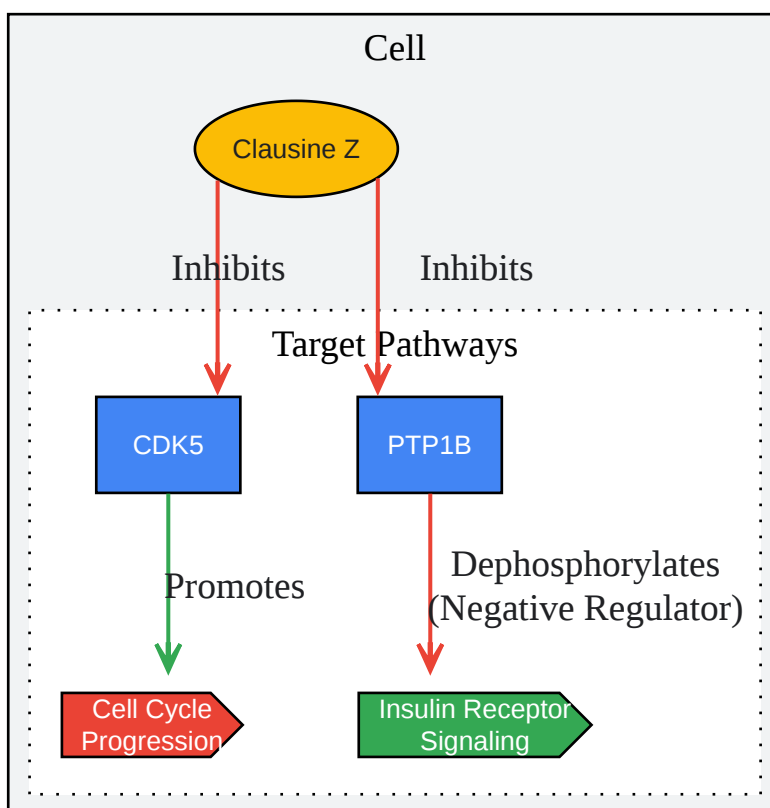 Cell
Clausine Z
Inhibits
Inhibits
Target Pathways
CDK5
PTP1B
Promotes
Dephosphorylates
(Negative Regulator)
Cell Cycle
Progression
Insulin Receptor
Signaling